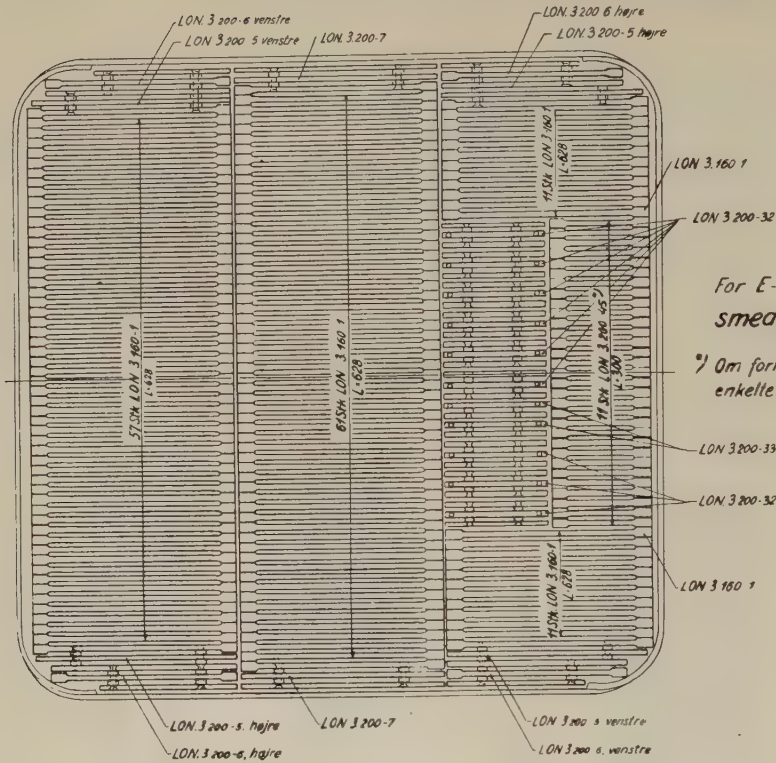 LON. 3 200-6 venstre
LON. 3 200 5 venstre
LON. 3.200-7
LON. 3 200 6 højre
LON. 3 200-5 højre
11 Stk LON 3 160 1
L=628
LON 3.160 1
LON 3.200-32
For E-
smea
*) Om for
enkelte
57 Stk LON 3 160-1
L=628
61 Stk LON 3 160 1
L=628
11 Stk LON 3.200 45*)
L=300
LON 3.200-33
LON. 3 200-32
11 Stk LON 3.160-1
L=628
LON 3 160 1
LON. 3 200-5. højre
LON. 3 200-6, højre
LON. 3 200-7
LON 3 200 5 venstre
LON 3 200 6, venstre